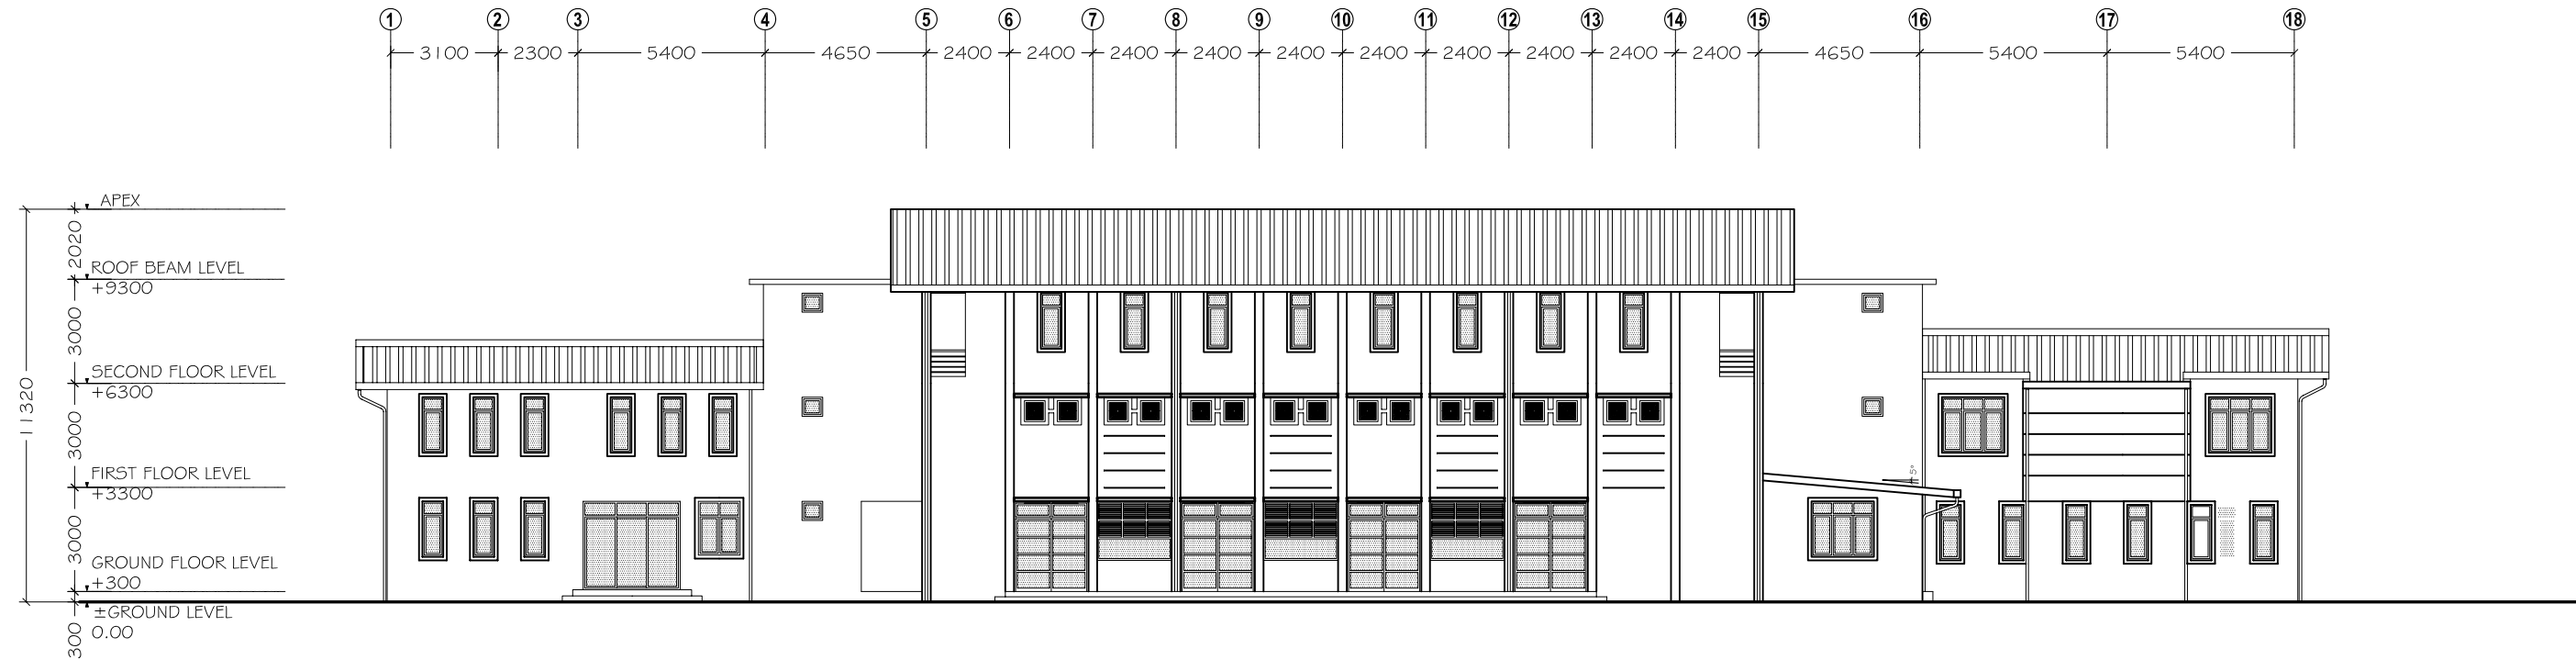 1 2 3 4 5 6 7 8 9 10 11 12 13 14 15 16 17 18
3100 2300 5400 4650 2400 2400 2400 2400 2400 2400 2400 2400 2400 2400 4650 5400 5400
APEX
2020
ROOF BEAM LEVEL
+9300
3000
SECOND FLOOR LEVEL
+6300
11320
3000
FIRST FLOOR LEVEL
+3300
3000
GROUND FLOOR LEVEL
+300
±GROUND LEVEL
0.00
300
5°